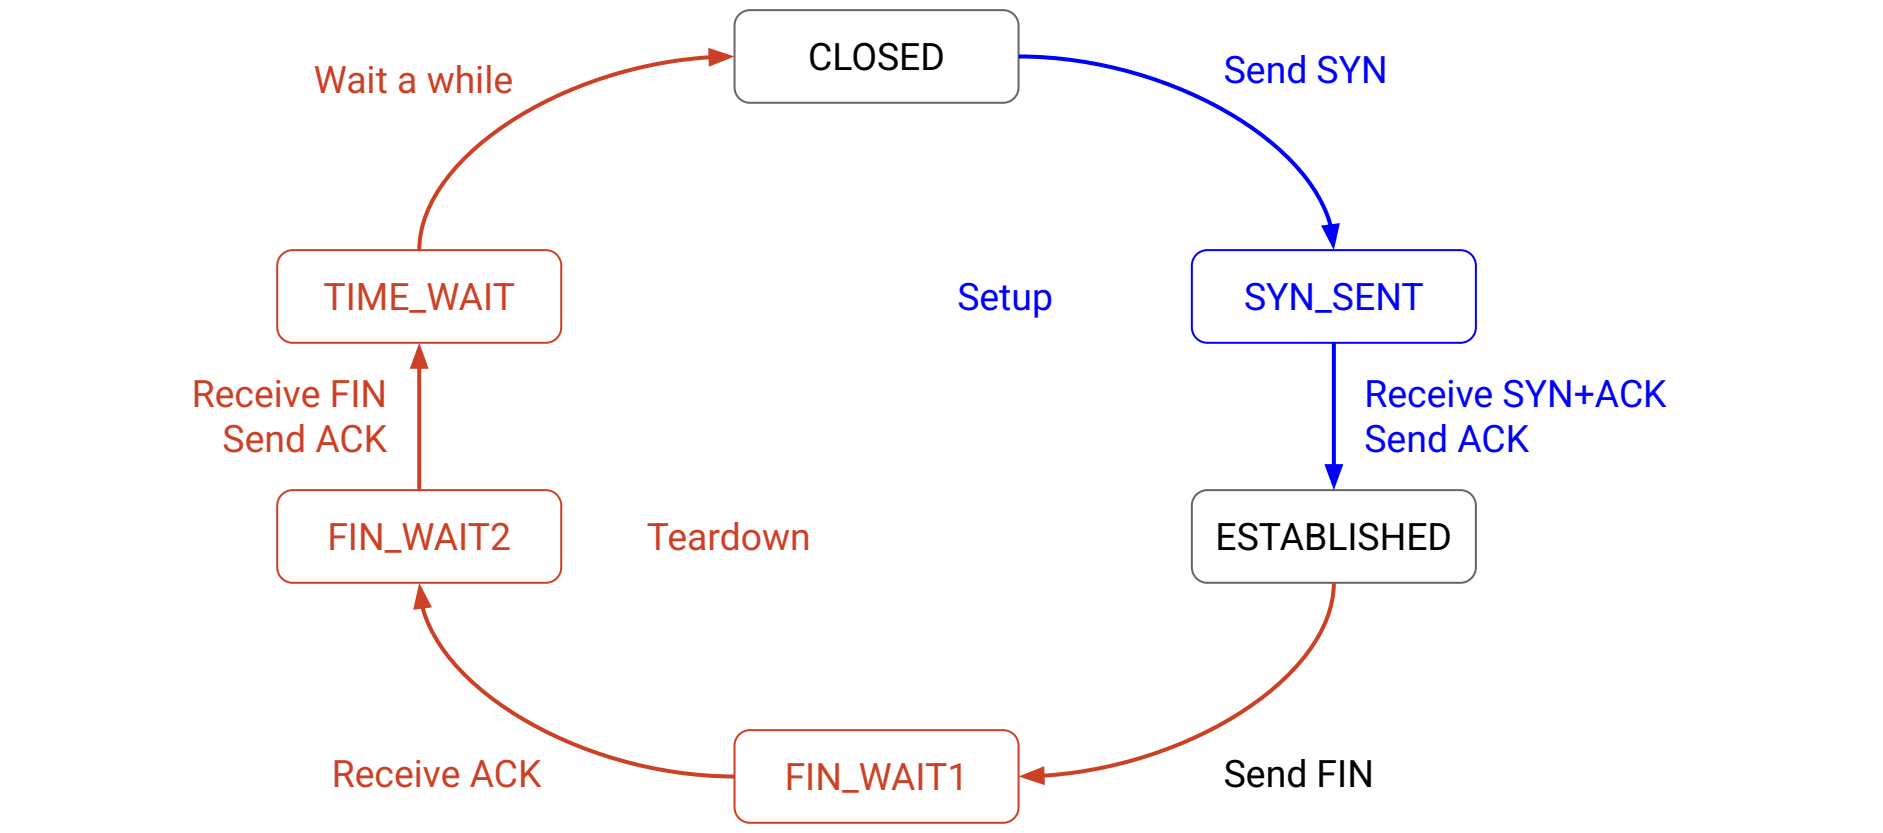 CLOSED
Wait a while
Send SYN
TIME_WAIT
Setup
SYN_SENT
Receive FIN
Send ACK
Receive SYN+ACK
Send ACK
FIN_WAIT2
Teardown
ESTABLISHED
Receive ACK
FIN_WAIT1
Send FIN